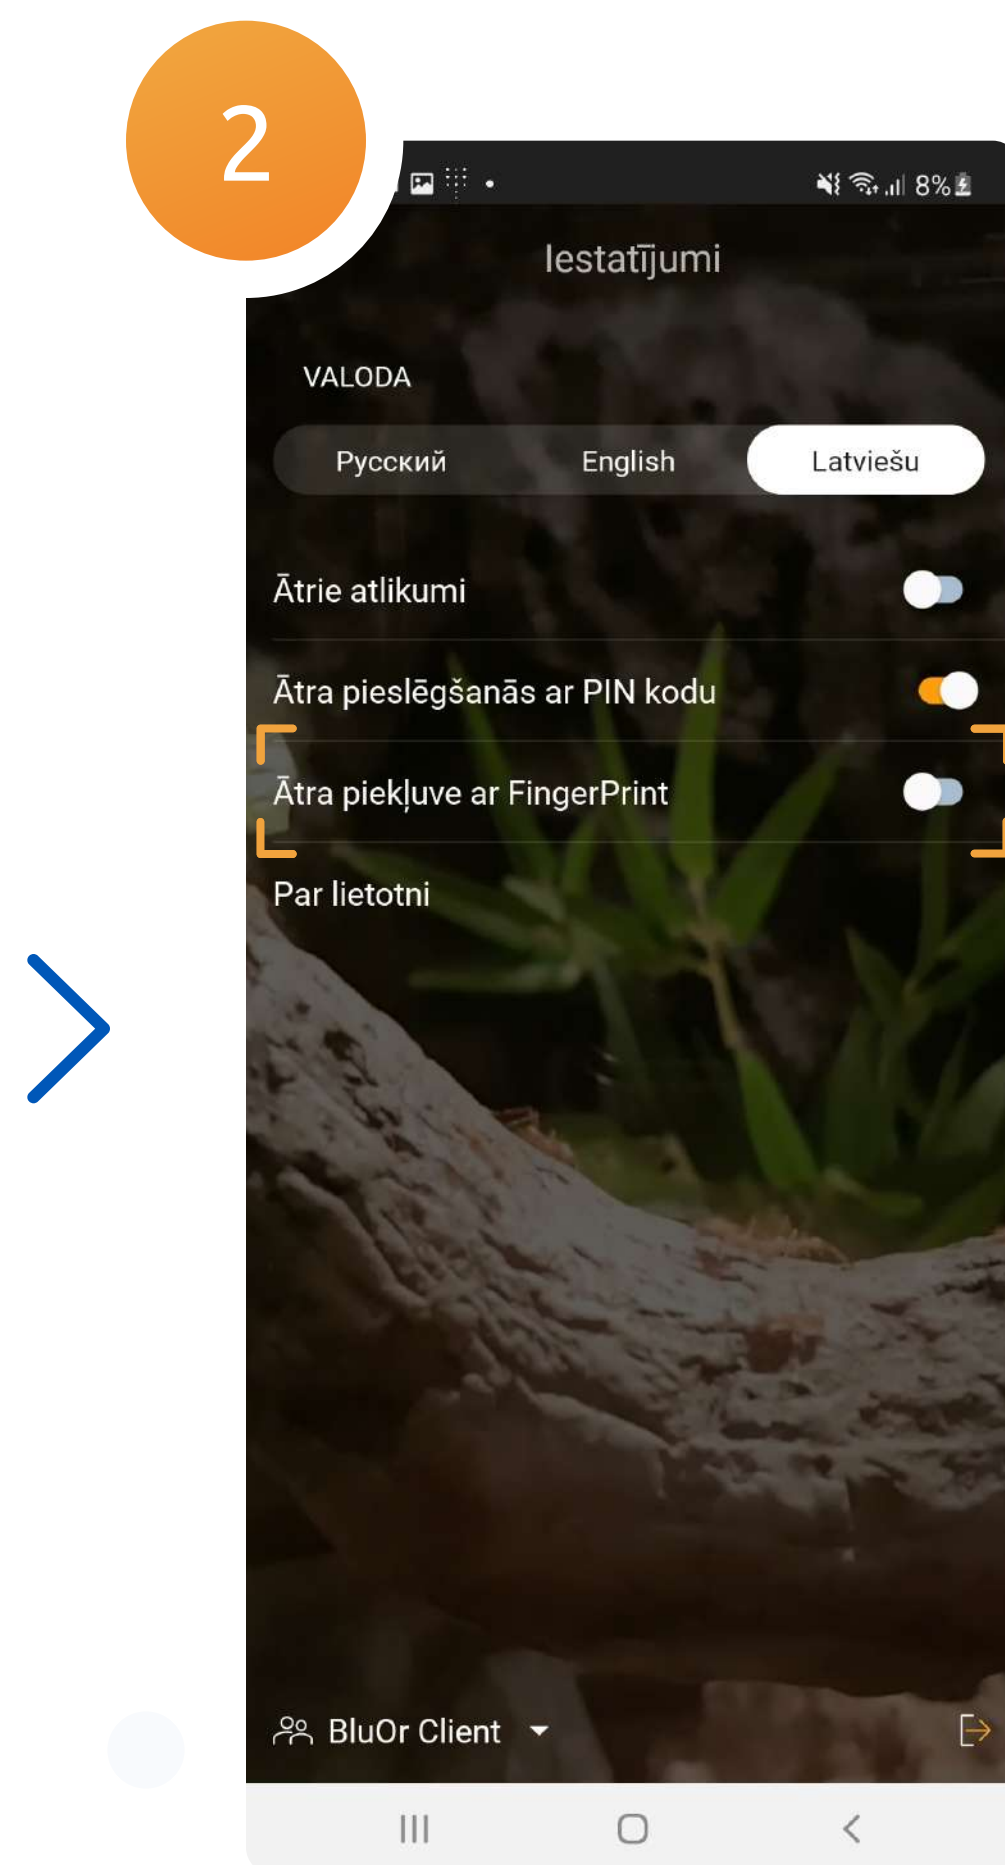 2
8%
Iestatījumi
VALODA
Русский English Latviešu
Ātrie atlikumi
Ātra pieslēgšanās ar PIN kodu
Ātra piekļuve ar FingerPrint
Par lietotni
BluOr Client